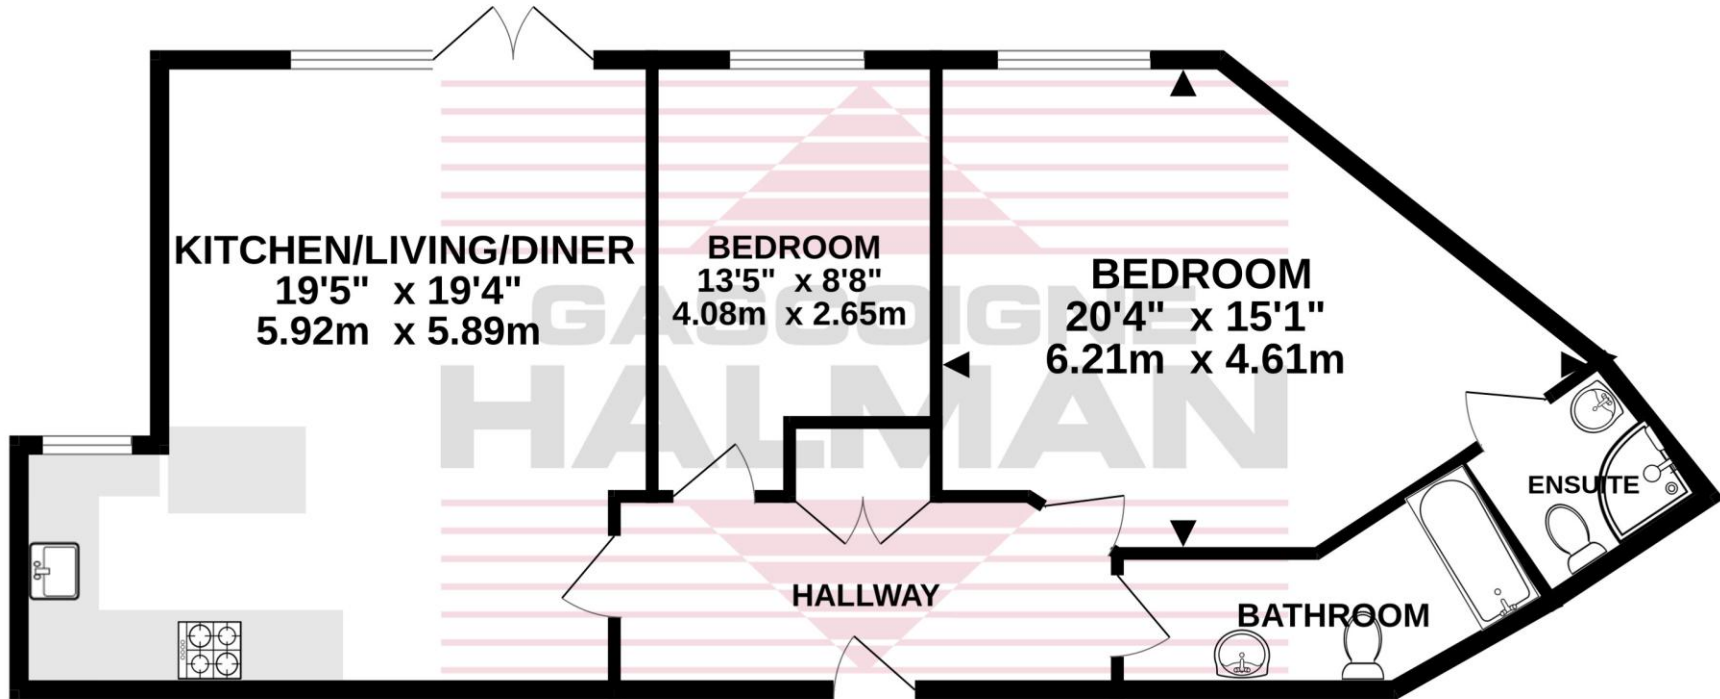 KITCHEN/LIVING/DINER
19'5" x 19'4"
5.92m x 5.89m
BEDROOM
13'5" x 8'8"
4.08m x 2.65m
BEDROOM
20'4" x 15'1"
6.21m x 4.61m
GASCOIGNE
HALMAN
ENSUITE
HALLWAY
BATHROOM